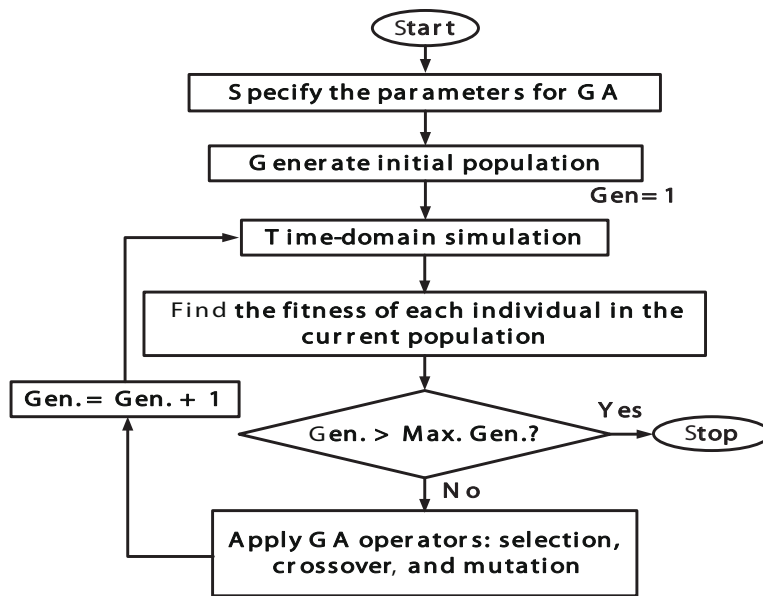 Start
Specify the parameters for GA
Generate initial population
Gen=1
Time-domain simulation
Find the fitness of each individual in the
current population
Gen.= Gen. + 1
Gen. > Max. Gen.?
Yes
Stop
No
Apply GA operators: selection,
crossover, and mutation